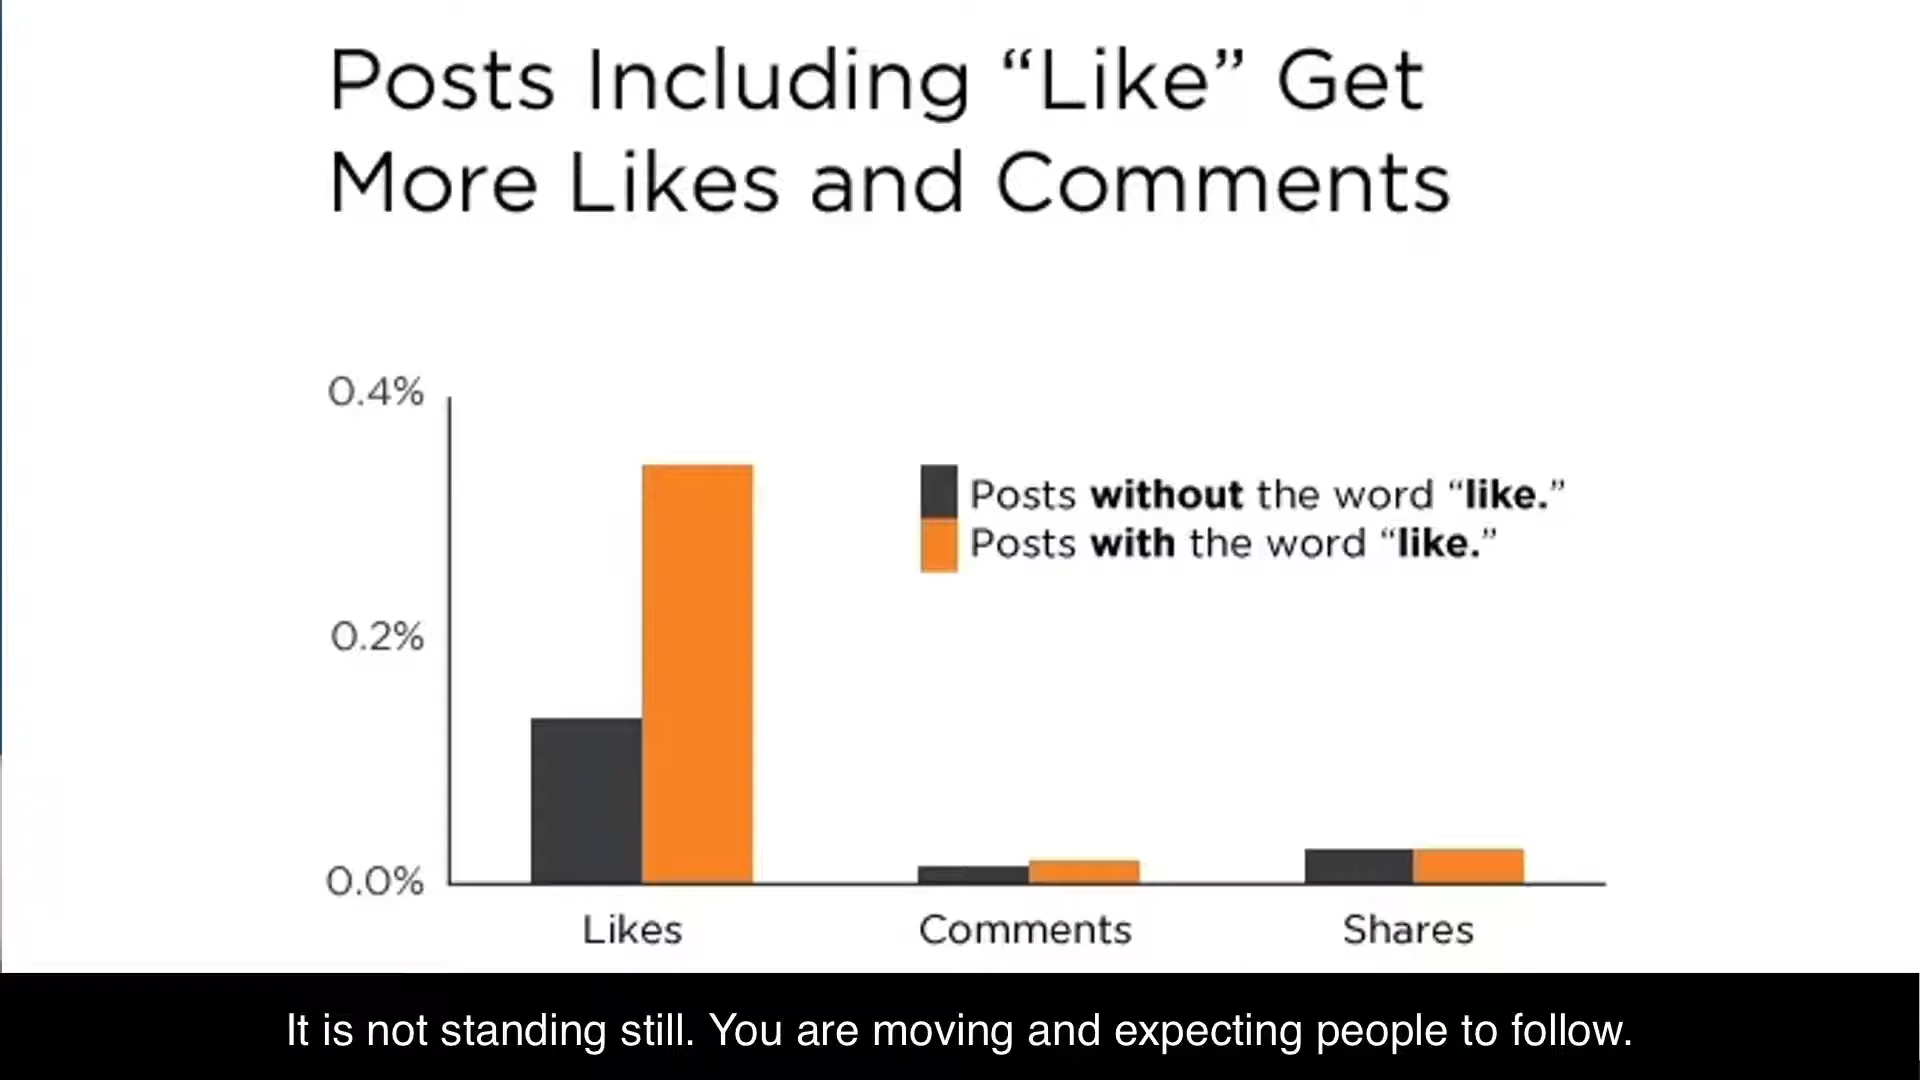 Posts Including “Like” Get
More Likes and Comments
0.4%
Posts without the word “like.”
Posts with the word “like.”
0.2%
0.0%
Likes Comments Shares
It is not standing still. You are moving and expecting people to follow.